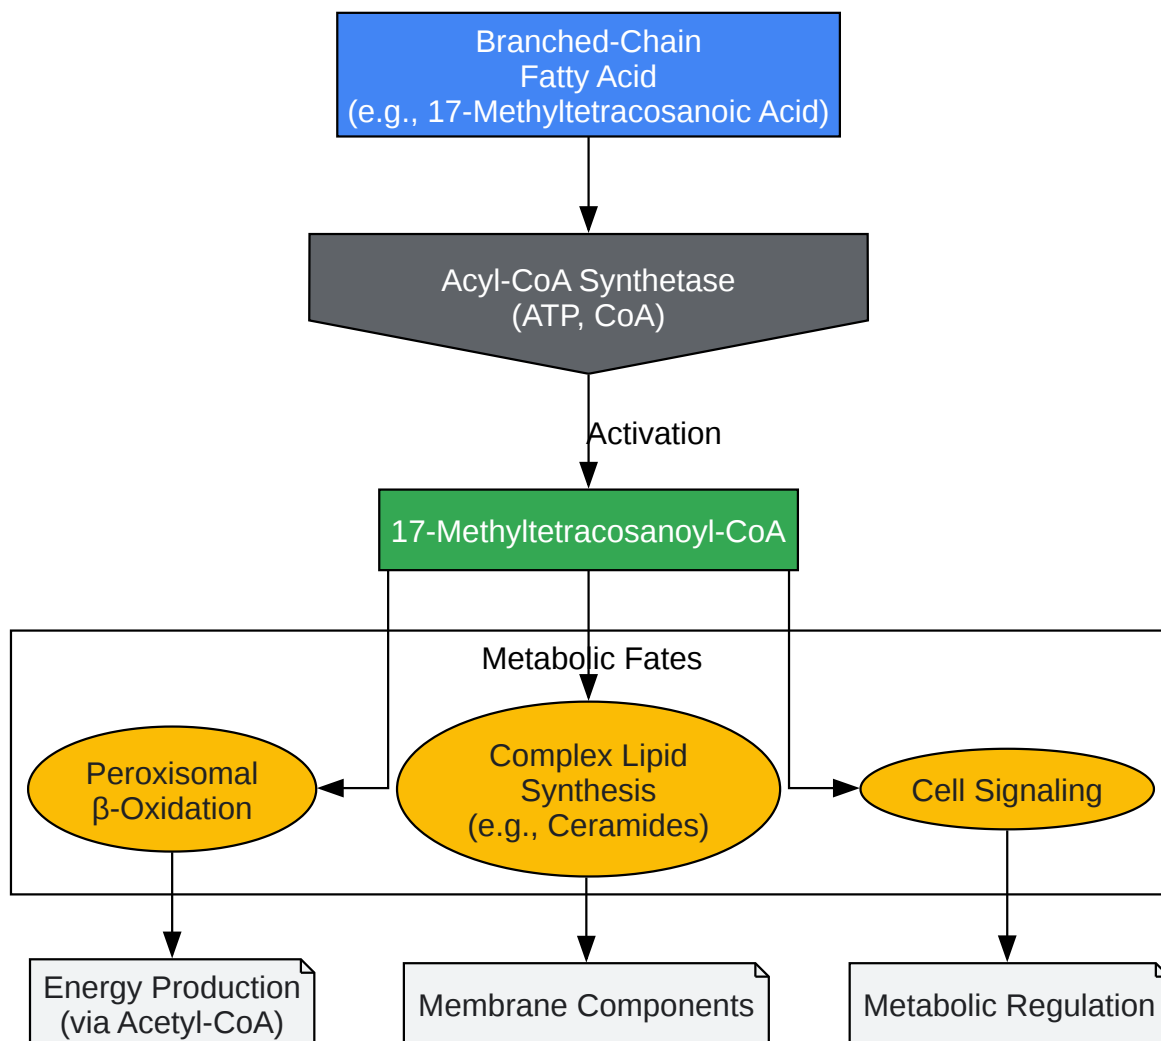 Branched-Chain
Fatty Acid
(e.g., 17-Methyltetracosanoic Acid)
Acyl-CoA Synthetase
(ATP, CoA)
Activation
17-Methyltetracosanoyl-CoA
Metabolic Fates
Peroxisomal
β-Oxidation
Complex Lipid
Synthesis
(e.g., Ceramides)
Cell Signaling
Energy Production
(via Acetyl-CoA)
Membrane Components
Metabolic Regulation